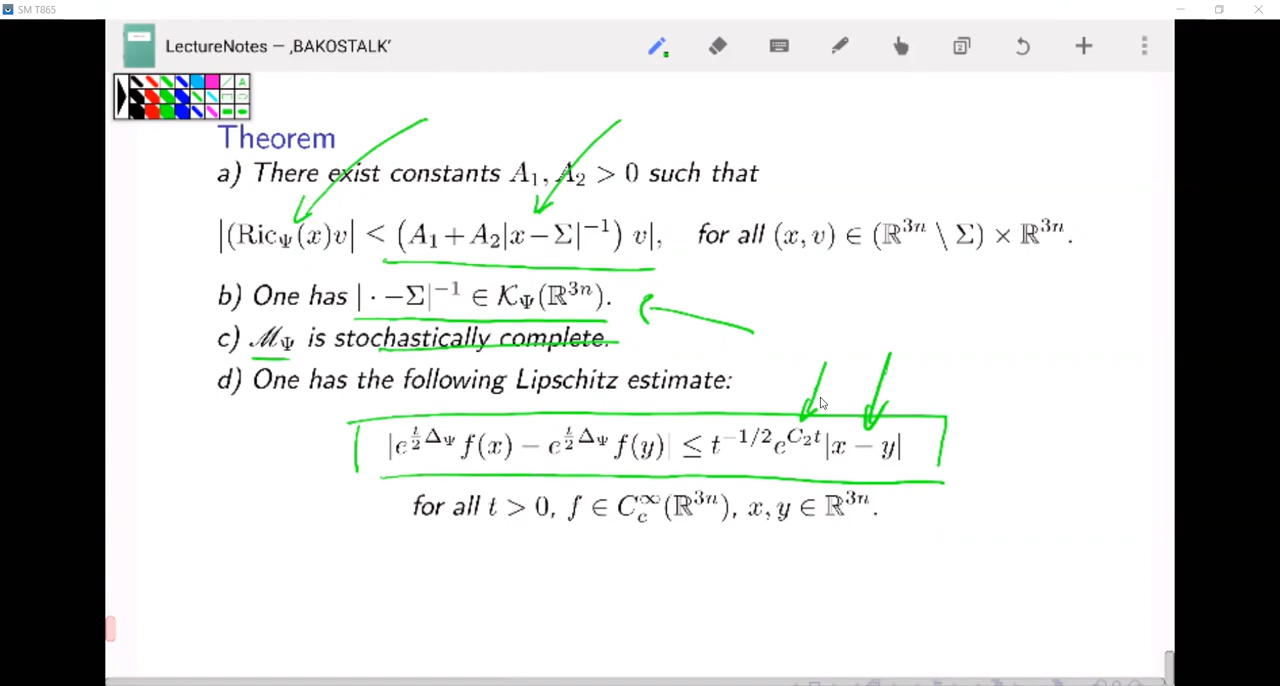 SM T865
LectureNotes – ‚BAKOSTALK‘
Theorem
a) There exist constants A₁, A₂ > 0 such that
|(Ric_Ψ(x)v| < (A₁ + A₂|x − Σ|⁻¹) v|, for all (x, v) ∈ (ℝ³ⁿ \ Σ) × ℝ³ⁿ.
b) One has | · −Σ|⁻¹ ∈ 𝒦_Ψ(ℝ³ⁿ).
c) ℳ_Ψ is stochastically complete.
d) One has the following Lipschitz estimate:
|e^{\frac{t}{2}Δ_Ψ} f(x) − e^{\frac{t}{2}Δ_Ψ} f(y)| ≤ t^{−1/2}e^{C₂t}|x − y|
for all t > 0, f ∈ C_c^∞(ℝ³ⁿ), x, y ∈ ℝ³ⁿ.